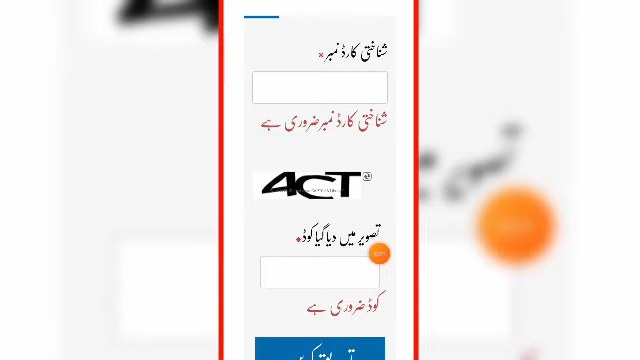 شناختی کارڈ نمبر *
شناختی کارڈ نمبر ضروری ہے
4CT
تصویر میں دیا گیا کوڈ*
کوڈ ضروری ہے